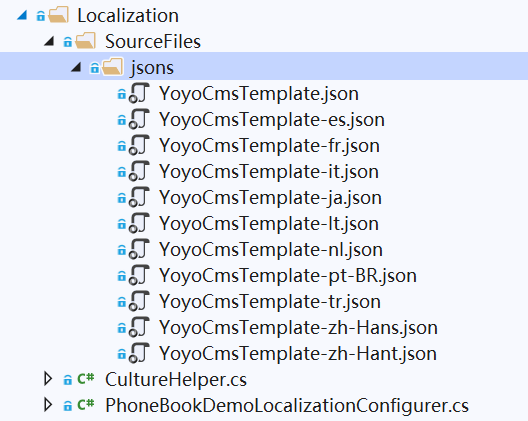 Localization
SourceFiles
jsons
YoyoCmsTemplate.json
YoyoCmsTemplate-es.json
YoyoCmsTemplate-fr.json
YoyoCmsTemplate-it.json
YoyoCmsTemplate-ja.json
YoyoCmsTemplate-lt.json
YoyoCmsTemplate-nl.json
YoyoCmsTemplate-pt-BR.json
YoyoCmsTemplate-tr.json
YoyoCmsTemplate-zh-Hans.json
YoyoCmsTemplate-zh-Hant.json
C# CultureHelper.cs
C# PhoneBookDemoLocalizationConfigurer.cs